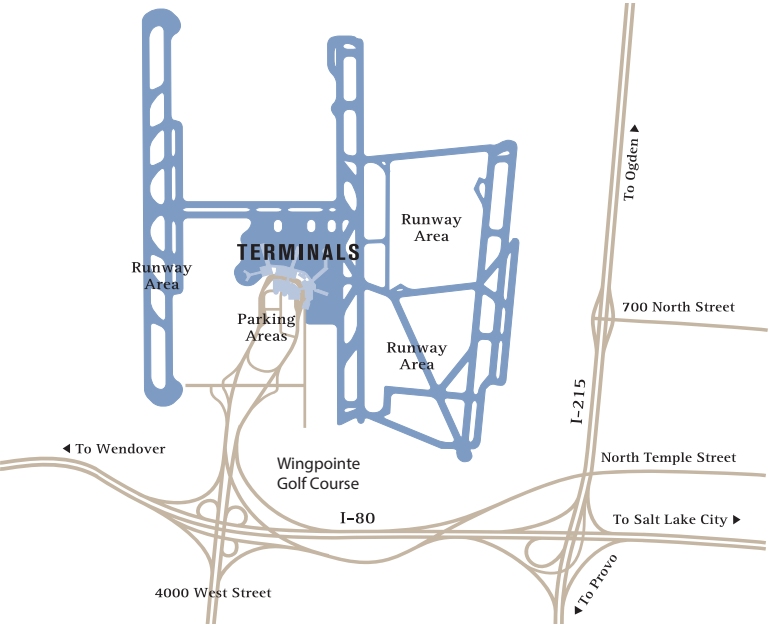 To Ogden ▶
Runway
Area
TERMINALS
Runway
Area
700 North Street
Parking
Areas
Runway
Area
I-215
◀ To Wendover
Wingpointe
Golf Course
North Temple Street
I-80
To Salt Lake City ▶
4000 West Street
◀ To Provo